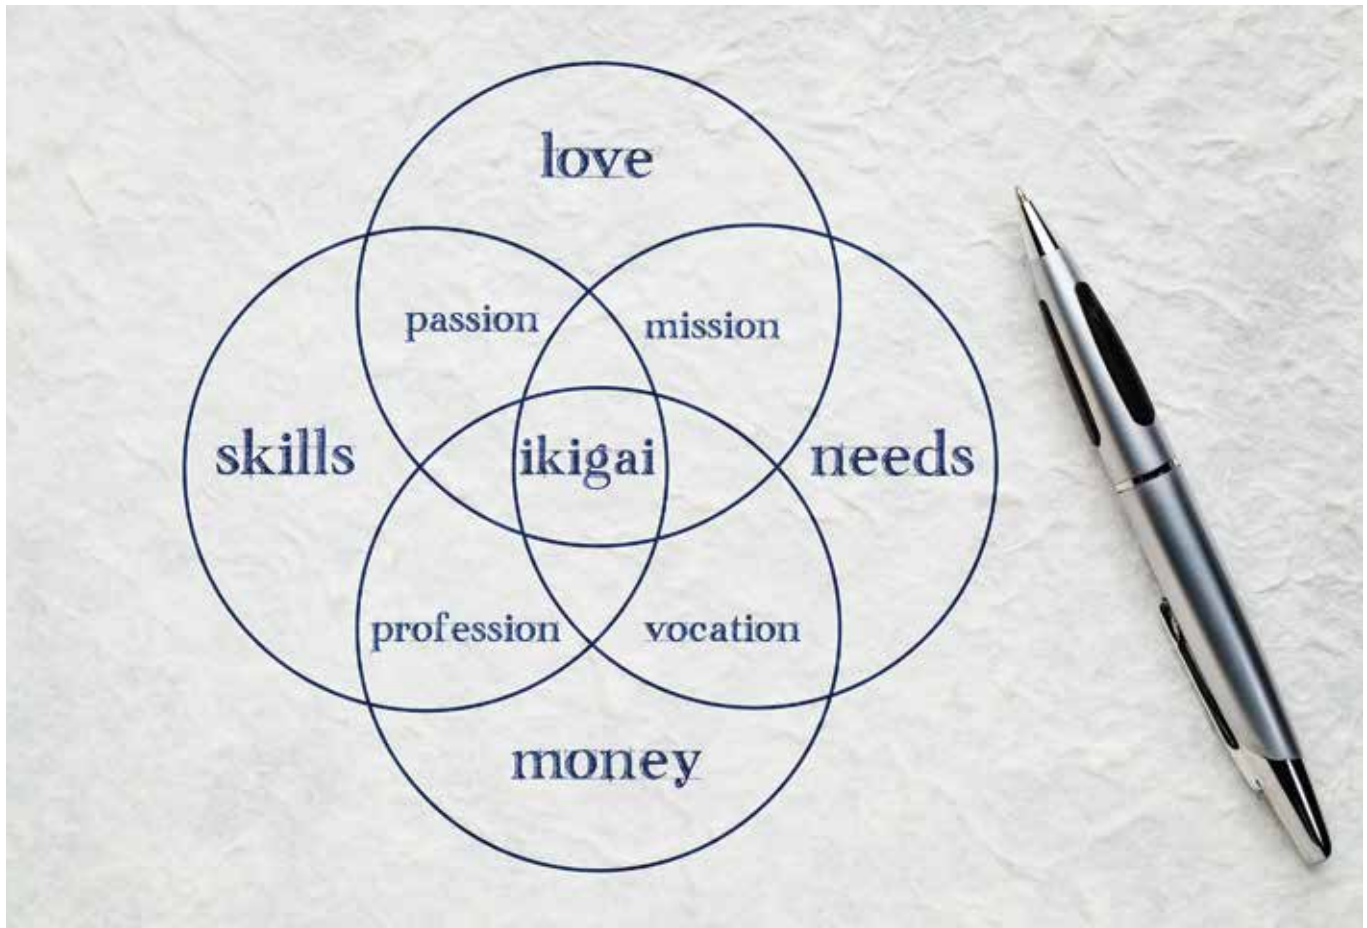 love
passion mission
skills ikigai needs
profession vocation
money